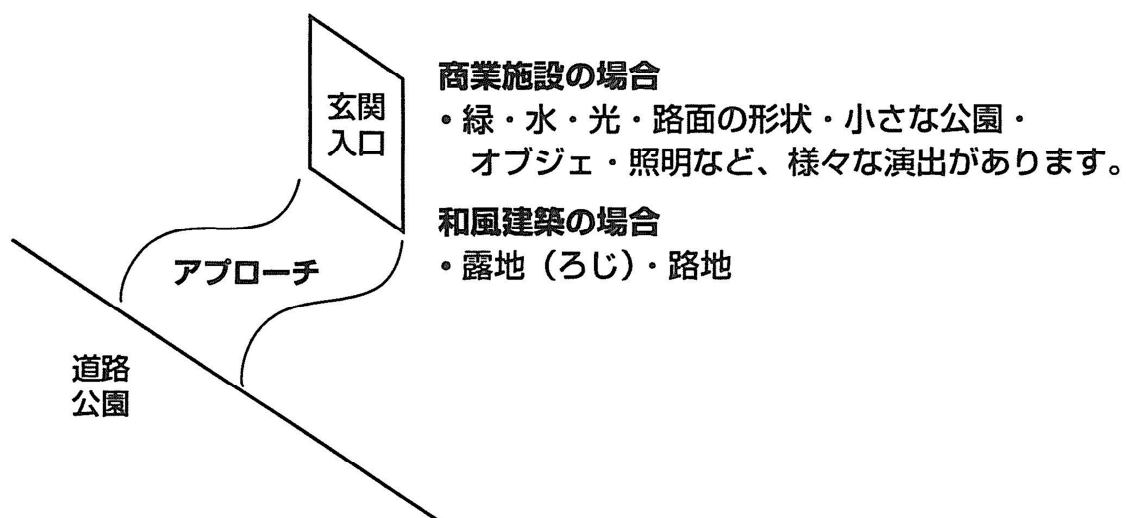 玄関
入口
商業施設の場合
・緑・水・光・路面の形状・小さな公園・
オブジェ・照明など、様々な演出があります。
和風建築の場合
・露地（ろじ）・路地
アプローチ
道路
公園